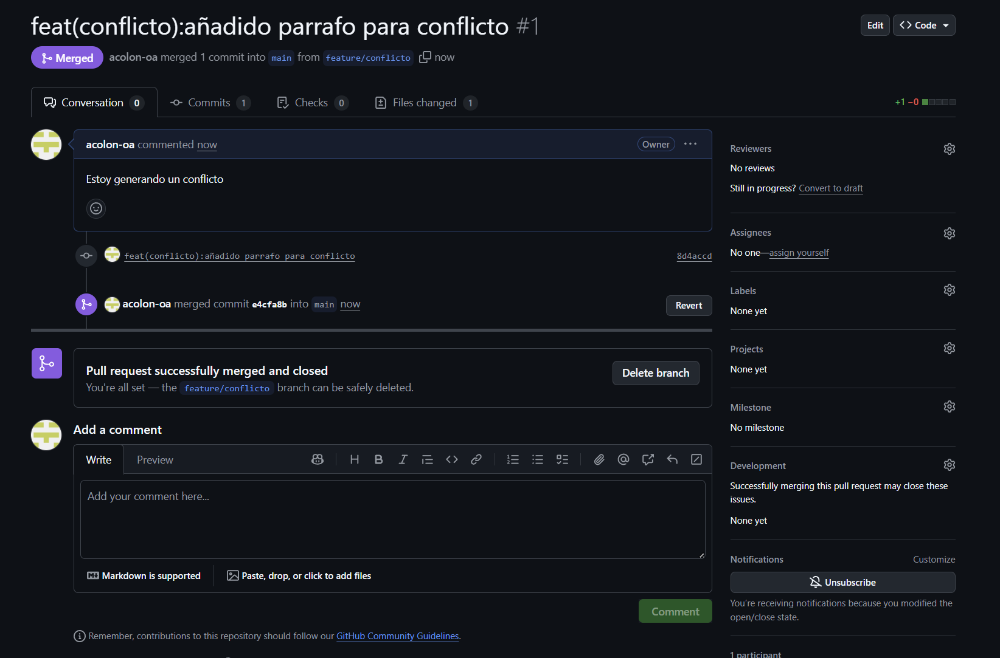 feat(conflicto):añadido parrafo para conflicto #1
Edit
Code
Merged
acolon-oa merged 1 commit into main from feature/conflicto now
Conversation 0
Commits 1
Checks 0
Files changed 1
+1 −0
acolon-oa commented now
Owner
Estoy generando un conflicto
feat(conflicto):añadido parrafo para conflicto
8d4accd
acolon-oa merged commit e4cfa8b into main now
Revert
Pull request successfully merged and closed
You're all set — the feature/conflicto branch can be safely deleted.
Delete branch
Add a comment
Write
Preview
Add your comment here...
Markdown is supported
Paste, drop, or click to add files
Comment
Remember, contributions to this repository should follow our GitHub Community Guidelines.
Reviewers
No reviews
Still in progress? Convert to draft
Assignees
No one—assign yourself
Labels
None yet
Projects
None yet
Milestone
No milestone
Development
Successfully merging this pull request may close these
issues.
None yet
Notifications
Customize
Unsubscribe
You're receiving notifications because you modified the
open/close state.
1 participant